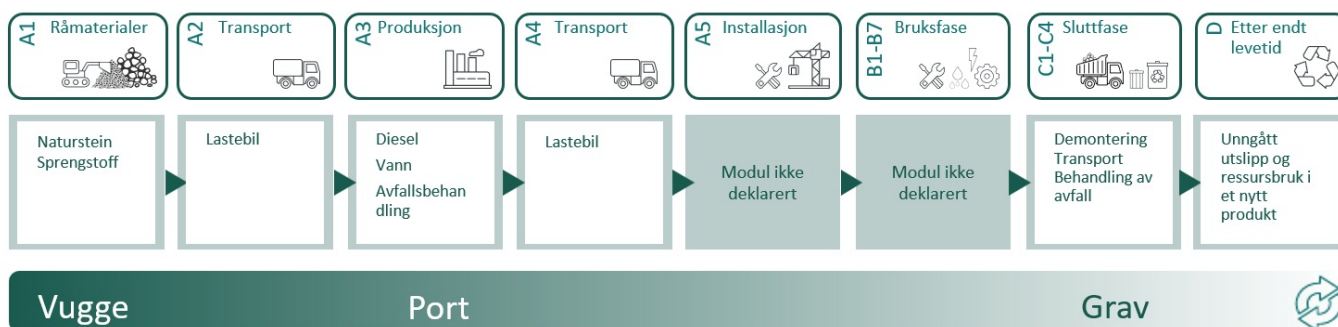 A1 Råmaterialer
A2 Transport
A3 Produksjon
A4 Transport
A5 Installasjon
B1-B7 Bruksfase
C1-C4 Sluttfase
D Etter endt
levetid
Naturstein
Sprengstoff
Lastebil
Diesel
Vann
Avfallsbehan
dling
Lastebil
Modul ikke
deklarert
Modul ikke
deklarert
Demontering
Transport
Behandling av
avfall
Unngått
utslipp og
ressursbruk i
et nytt
produkt
Vugge
Port
Grav